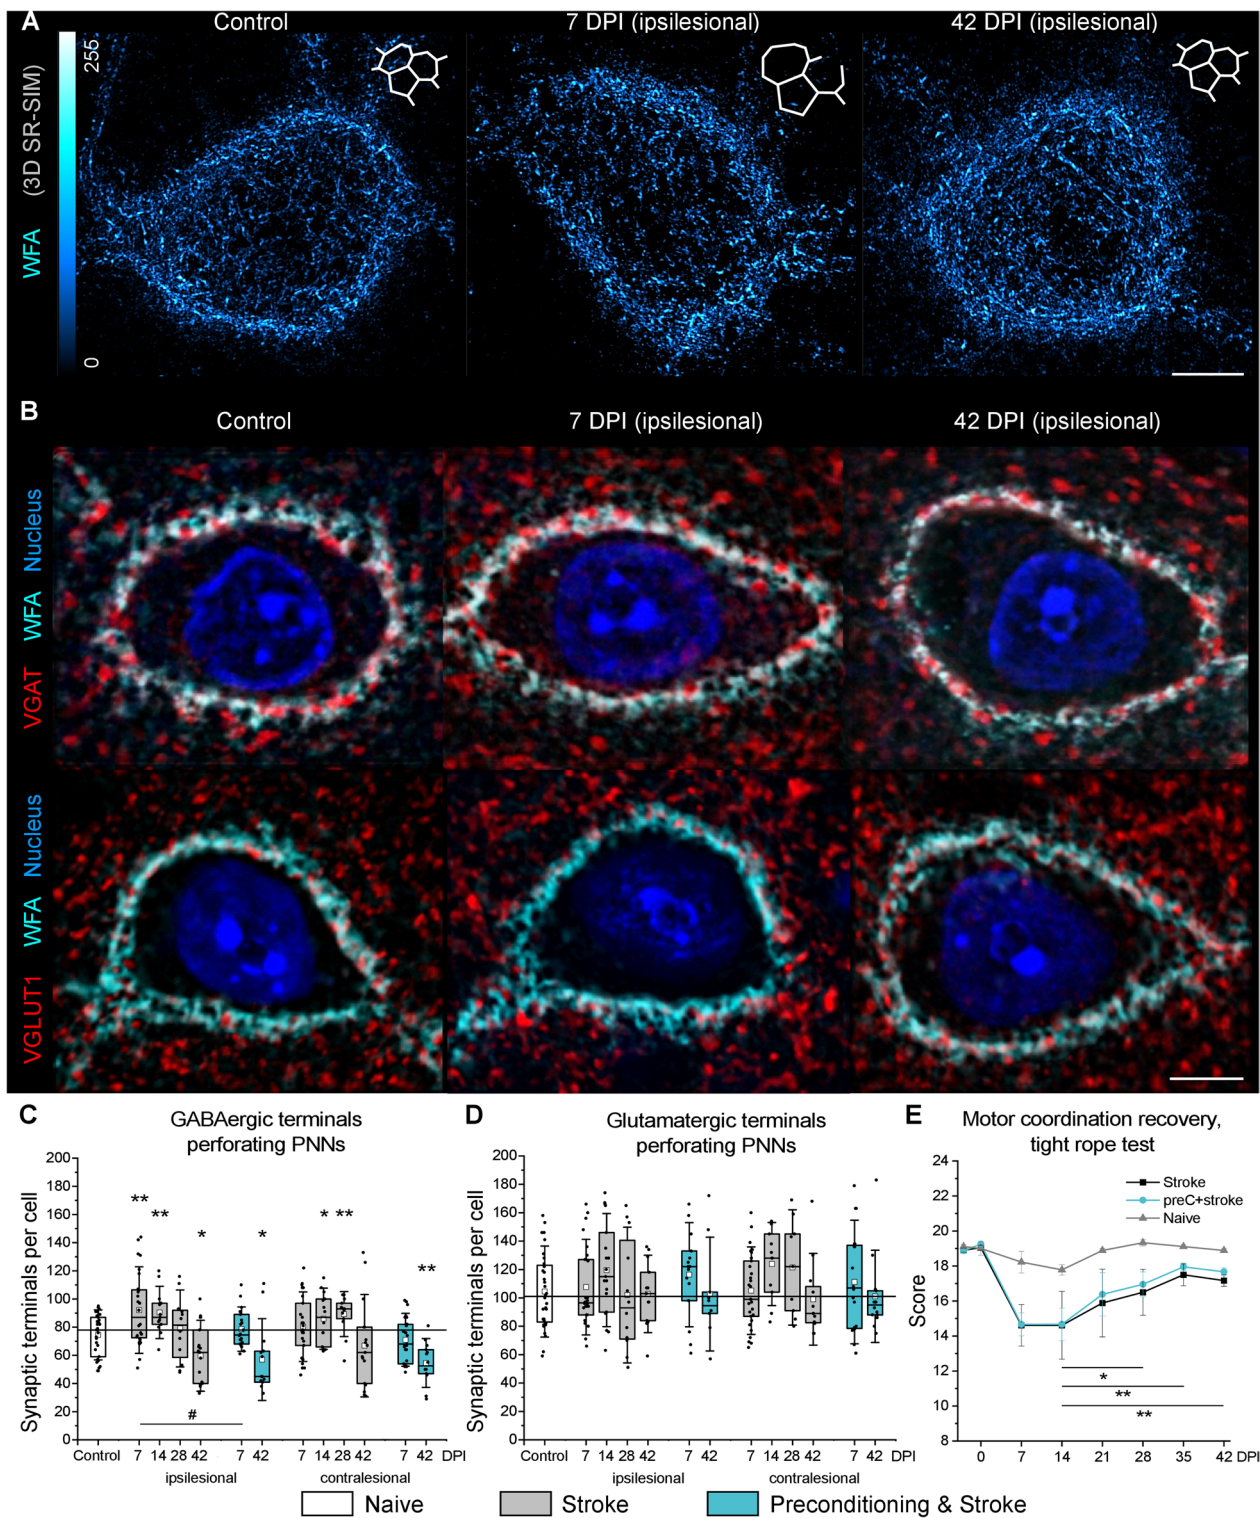 A
Control
7 DPI (ipsilesional)
42 DPI (ipsilesional)
WFA (3D SR-SIM)
255
0
B
Control
7 DPI (ipsilesional)
42 DPI (ipsilesional)
VGAT WFA Nucleus
VGLUT1 WFA Nucleus
C
GABAergic terminals
perforating PNNs
Synaptic terminals per cell
200
180
160
140
120
100
80
60
40
20
0
** ** * * * ** **
#
Control 7 14 28 42 7 42 7 14 28 42 7 42 DPI
ipsilesional contralesional
D
Glutamatergic terminals
perforating PNNs
Synaptic terminals per cell
200
180
160
140
120
100
80
60
40
20
0
Control 7 14 28 42 7 42 7 14 28 42 7 42 DPI
ipsilesional contralesional
E
Motor coordination recovery,
tight rope test
Score
24
22
20
18
16
14
12
10
8
Stroke
preC+stroke
Naive
*
**
**
0 7 14 21 28 35 42 DPI
Naive Stroke Preconditioning & Stroke